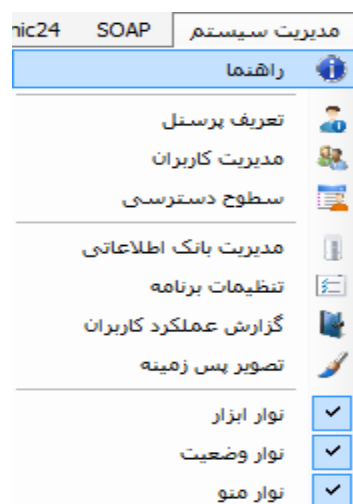 مدیریت سیستم SOAP nic24
راهنما
تعریف پرسنل
مدیریت کاربران
سطوح دسترسی
مدیریت بانک اطلاعاتی
تنظیمات برنامه
گزارش عملکرد کاربران
تصویر پس زمینه
نوار ابزار
نوار وضعیت
نوار منو